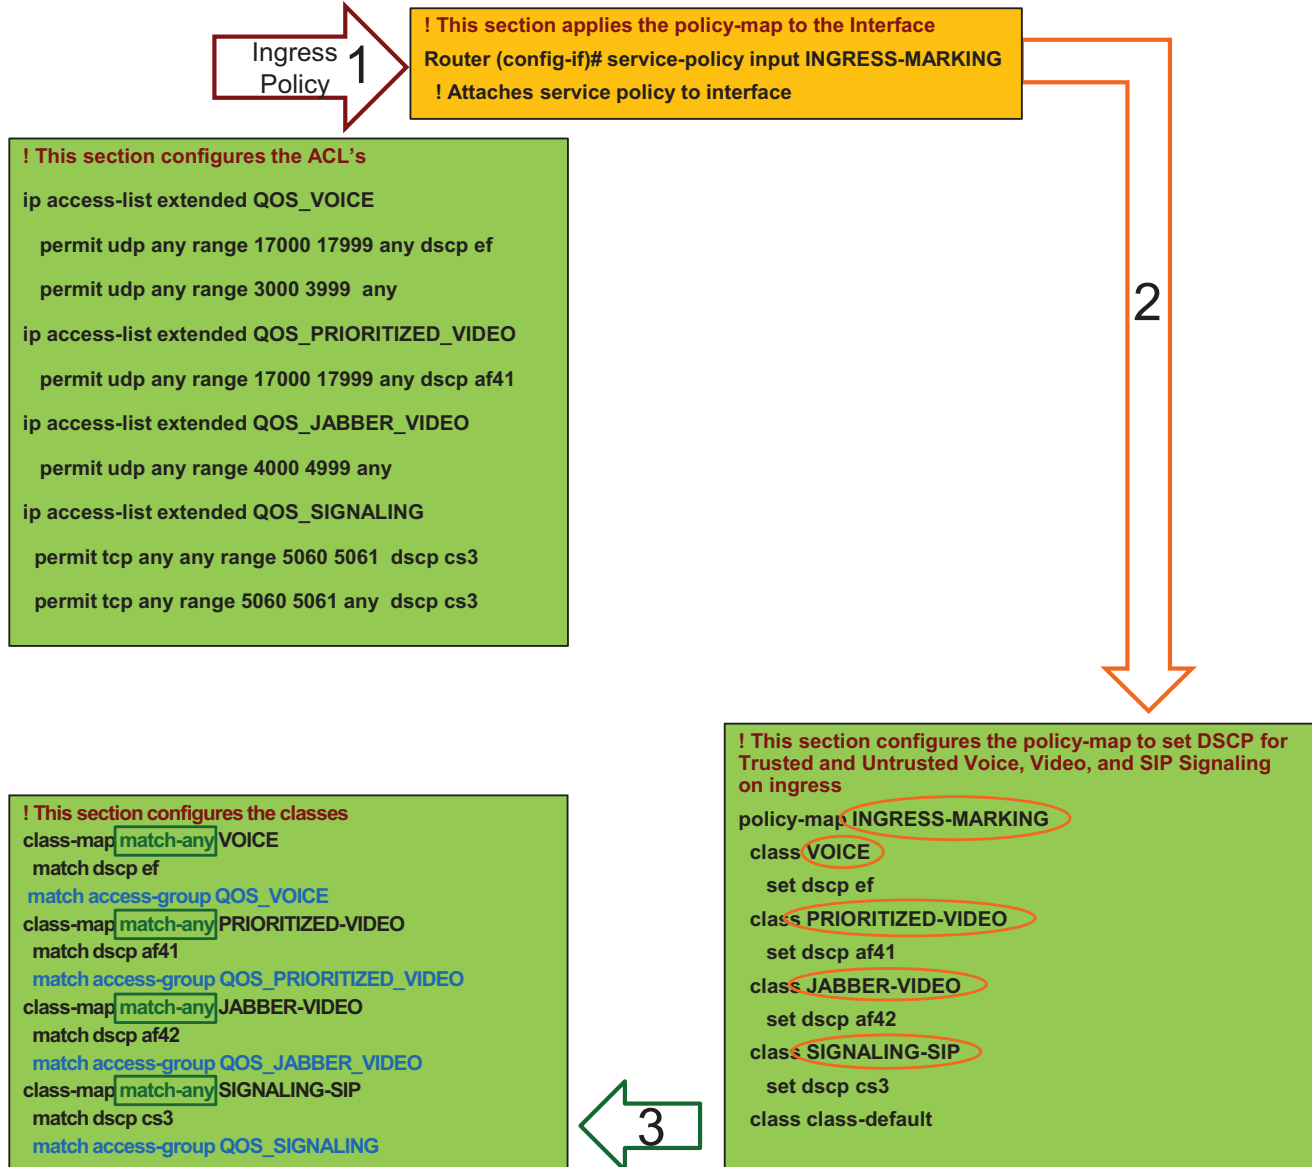 Ingress
Policy
1
! This section applies the policy-map to the Interface
Router (config-if)# service-policy input INGRESS-MARKING
! Attaches service policy to interface
! This section configures the ACL's
ip access-list extended QOS_VOICE
permit udp any range 17000 17999 any dscp ef
permit udp any range 3000 3999 any
ip access-list extended QOS_PRIORITIZED_VIDEO
permit udp any range 17000 17999 any dscp af41
ip access-list extended QOS_JABBER_VIDEO
permit udp any range 4000 4999 any
ip access-list extended QOS_SIGNALING
permit tcp any any range 5060 5061 dscp cs3
permit tcp any range 5060 5061 any dscp cs3
2
! This section configures the policy-map to set DSCP for
Trusted and Untrusted Voice, Video, and SIP Signaling
on ingress
policy-map INGRESS-MARKING
class VOICE
set dscp ef
class PRIORITIZED-VIDEO
set dscp af41
class JABBER-VIDEO
set dscp af42
class SIGNALING-SIP
set dscp cs3
class class-default
3
! This section configures the classes
class-map match-any VOICE
match dscp ef
match access-group QOS_VOICE
class-map match-any PRIORITIZED-VIDEO
match dscp af41
match access-group QOS_PRIORITIZED_VIDEO
class-map match-any JABBER-VIDEO
match dscp af42
match access-group QOS_JABBER_VIDEO
class-map match-any SIGNALING-SIP
match dscp cs3
match access-group QOS_SIGNALING